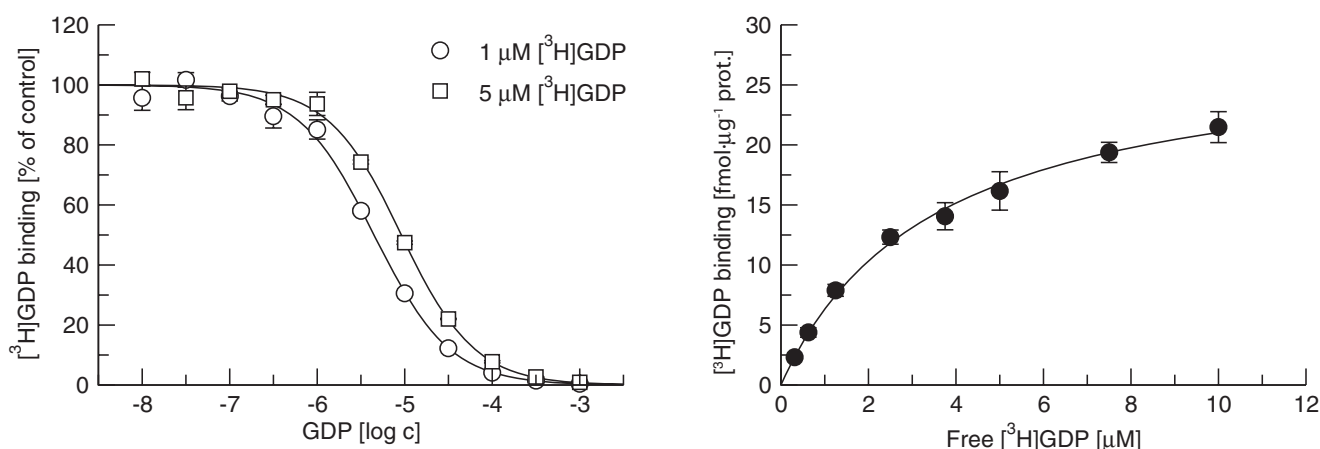 120
100
80
60
40
20
0
[³H]GDP binding [% of control]
1 µM [³H]GDP
5 µM [³H]GDP
-8 -7 -6 -5 -4 -3
GDP [log c]
30
25
20
15
10
5
0
[³H]GDP binding [fmol·µg⁻¹ prot.]
0 2 4 6 8 10 12
Free [³H]GDP [µM]